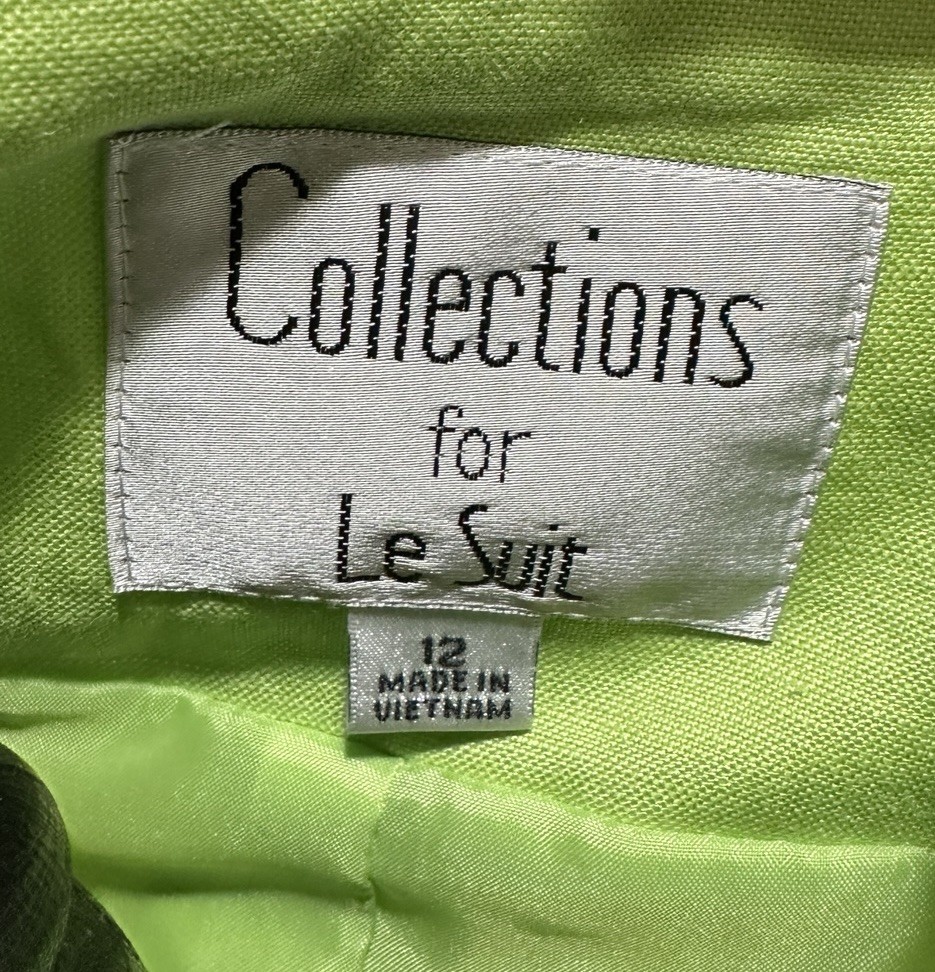 Collections
for
Le Suit
12
MADE IN
VIETNAM